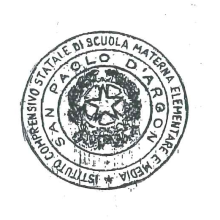 ISTITUTO COMPRENSIVO STATALE DI SCUOLA MATERNA ELEMENTARE E MEDIA
SAN PAOLO D'ARGON